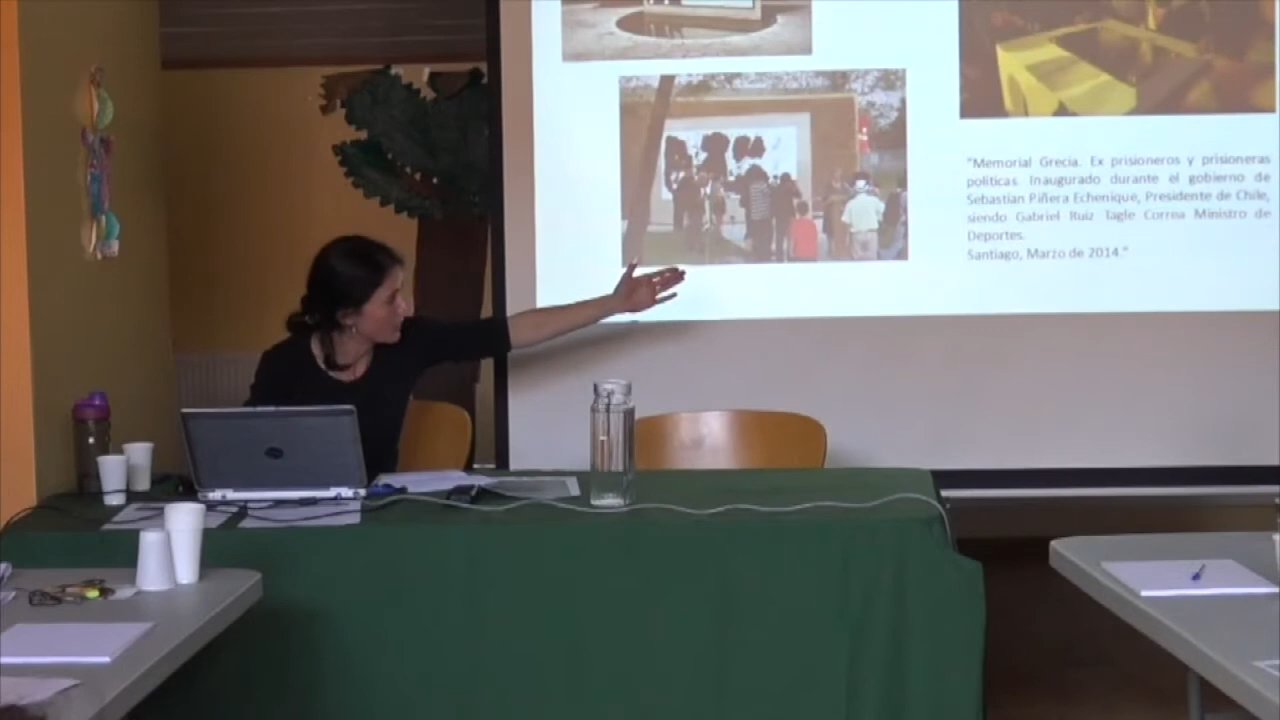 "Memorial Grecia. Ex prisioneros y prisioneras
políticas. Inaugurado durante el gobierno de
Sebastían Piñera Echenique, Presidente de Chile,
siendo Gabriel Ruiz Tagle Correa Ministro de
Deportes.
Santiago, Marzo de 2014."